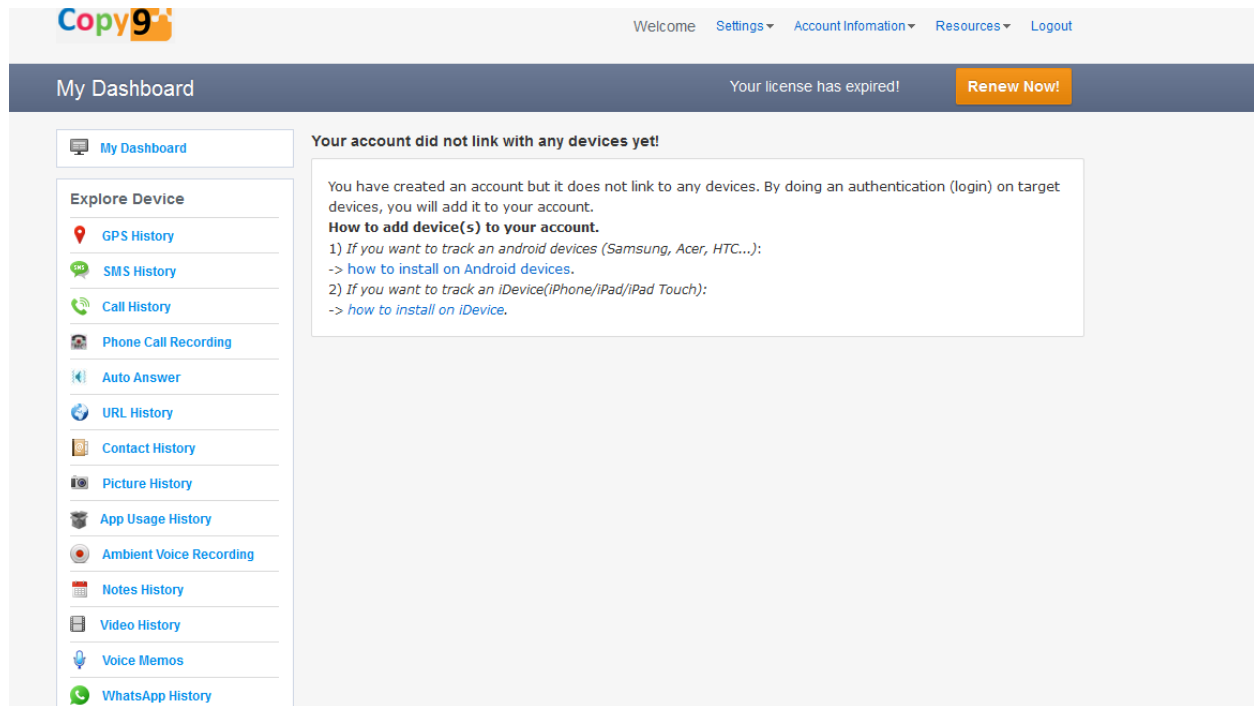 Copy9
Welcome Settings Account Infomation Resources Logout
My Dashboard Your license has expired! Renew Now!
My Dashboard
Explore Device
GPS History
SMS History
Call History
Phone Call Recording
Auto Answer
URL History
Contact History
Picture History
App Usage History
Ambient Voice Recording
Notes History
Video History
Voice Memos
WhatsApp History
Your account did not link with any devices yet!
You have created an account but it does not link to any devices. By doing an authentication (login) on target
devices, you will add it to your account.
How to add device(s) to your account.
1) If you want to track an android devices (Samsung, Acer, HTC...):
-> how to install on Android devices.
2) If you want to track an iDevice(iPhone/iPad/iPad Touch):
-> how to install on iDevice.